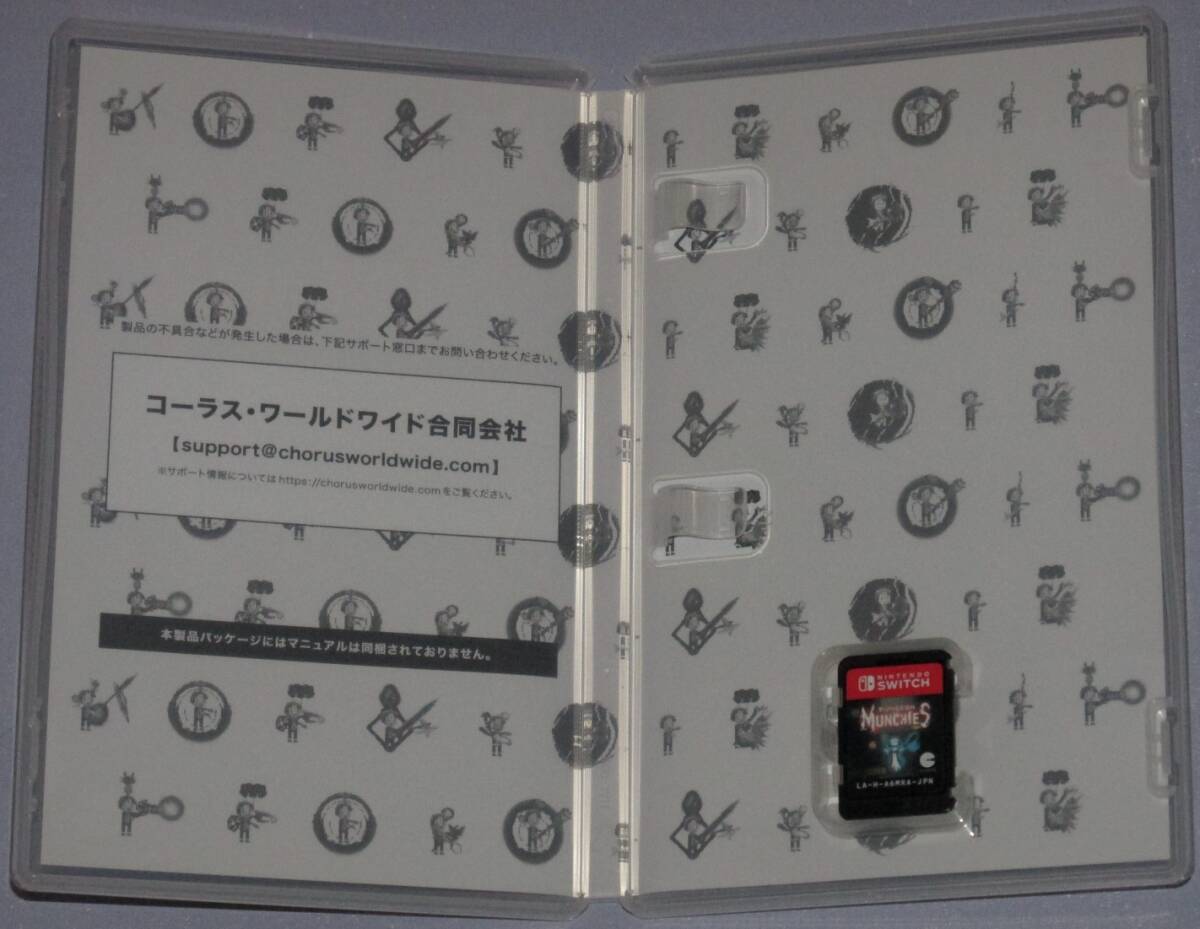 製品の不具合などが発生した場合は、下記サポート窓口までお問い合わせください。
コーラス・ワールドワイド合同会社
【support@chorusworldwide.com】
※サポート情報については https://chorusworldwide.com をご覧ください。
本製品パッケージにはマニュアルは同梱されておりません。
NINTENDO
SWITCH
DUNGEON
MUNCHIES